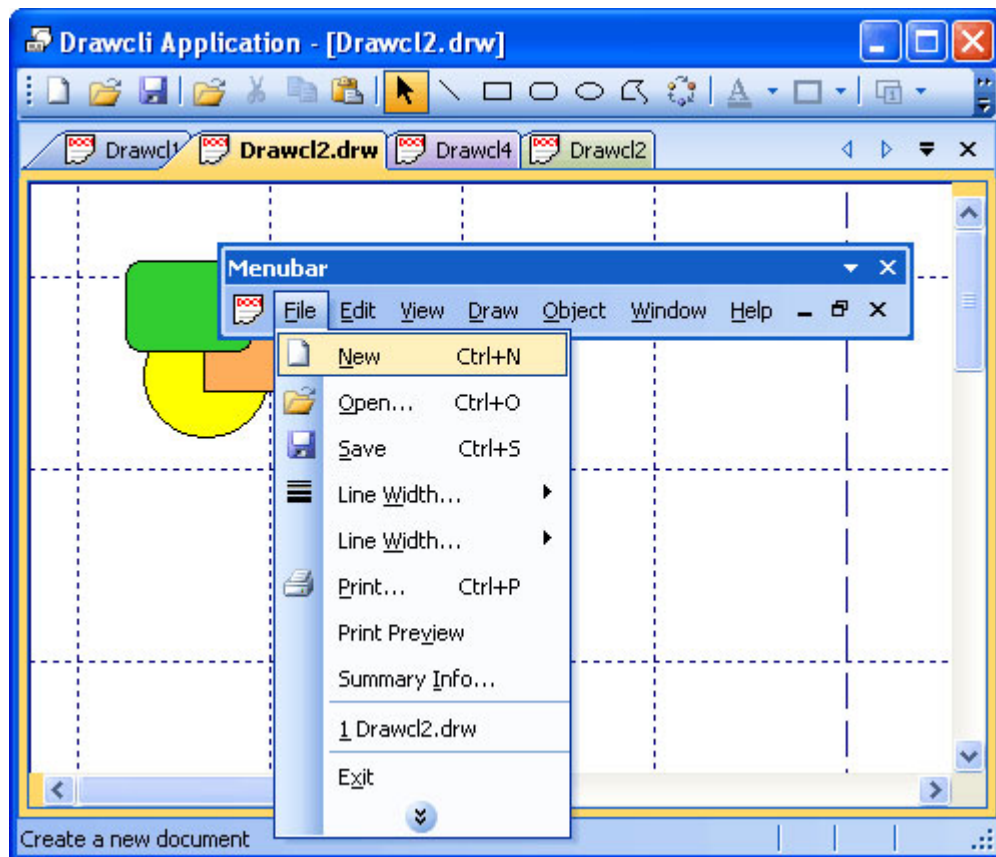 Drawcli Application - [Drawcl2.drw]
A
Drawcl1 Drawcl2.drw Drawcl4 Drawcl2
Menubar
File Edit View Draw Object Window Help
New Ctrl+N
Open... Ctrl+O
Save Ctrl+S
Line Width...
Line Width...
Print... Ctrl+P
Print Preview
Summary Info...
1 Drawcl2.drw
Exit
Create a new document